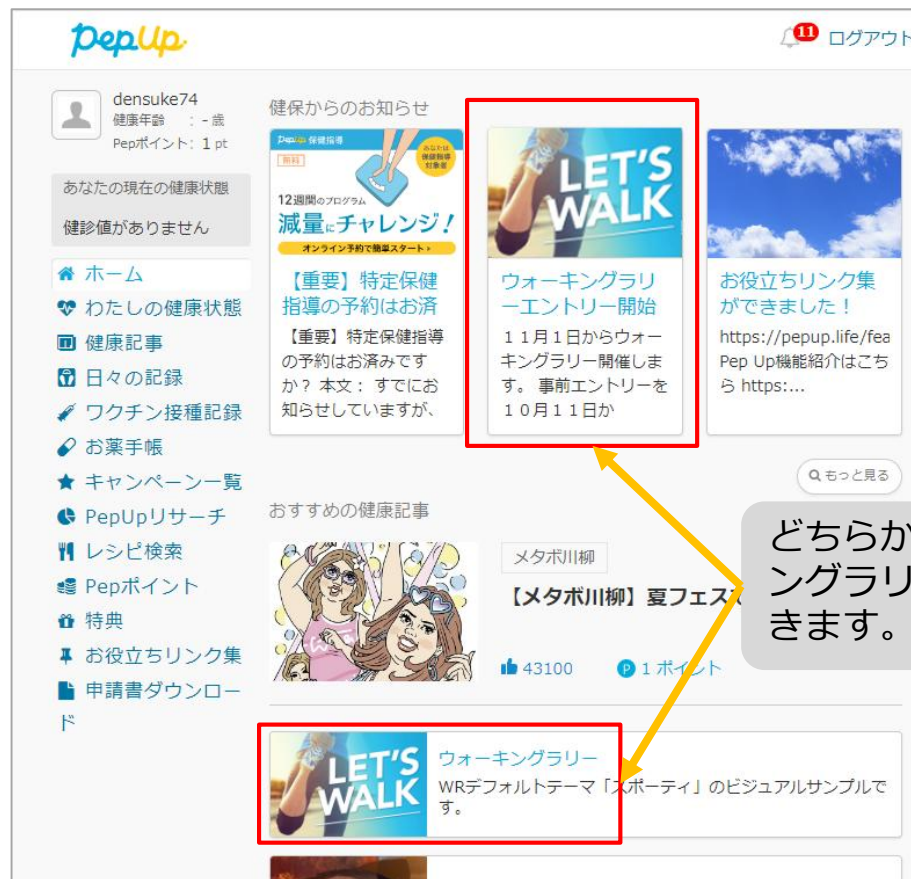 PepUp
11
ログアウト
densuke74
健康年齢 : - 歳
Pepポイント: 1 pt
あなたの現在の健康状態
健診値がありません
ホーム
わたしの健康状態
健康記事
日々の記録
ワクチン接種記録
お薬手帳
キャンペーン一覧
PepUpリサーチ
レシピ検索
Pepポイント
特典
お役立ちリンク集
申請書ダウンロー
ド
健保からのお知らせ
PepUp 保健指導
無料
あなたは
保健指導
対象者
12週間のプログラム
減量にチャレンジ！
オンライン予約で簡単スタート
【重要】特定保健
指導の予約はお済
【重要】特定保健指導
の予約はお済みです
か？ 本文： すでにお
知らせしていますが、
LET'S
WALK
ウォーキングラリ
ーエントリー開始
１１月１日からウォー
キングラリー開催しま
す。 事前エントリーを
１０月１１日か
お役立ちリンク集
ができました！
https://pepup.life/fea
Pep Up機能紹介はこち
ら https:...
もっと見る
おすすめの健康記事
メタボ川柳
【メタボ川柳】夏フェス
43100
P 1 ポイント
どちらか
ングラリ
きます。
LET'S
WALK
ウォーキングラリー
WRデフォルトテーマ「スポーティ」のビジュアルサンプルで
す。